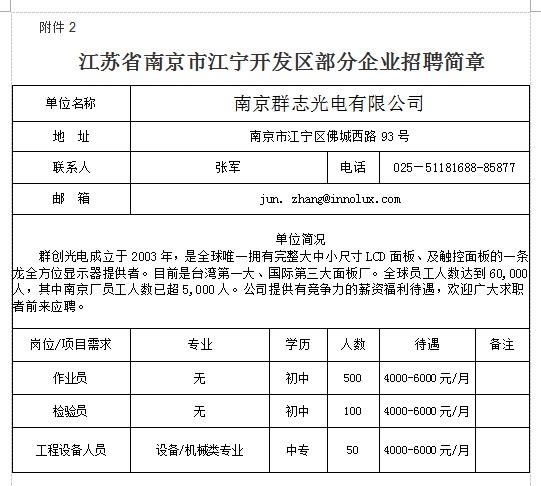 附件 2
江苏省南京市江宁开发区部分企业招聘简章
单位名称 南京群志光电有限公司
地 址 南京市江宁区佛城西路 93 号
联系人 张军 电话 025-51181688-85877
邮 箱 jun. zhang@innolux.com
单位简况
群创光电成立于 2003 年，是全球唯一拥有完整大中小尺寸 LCD 面板、及触控面板的一条
龙全方位显示器提供者。目前是台湾第一大、国际第三大面板厂。全球员工人数达到 60,000
人，其中南京厂员工人数已超 5,000 人。公司提供有竞争力的薪资福利待遇，欢迎广大求职
者前来应聘。
岗位/项目需求 专业 学历 人数 待遇 备注
作业员 无 初中 500 4000-6000 元/月
检验员 无 初中 100 4000-6000 元/月
工程设备人员 设备/机械类专业 中专 50 4000-6000 元/月